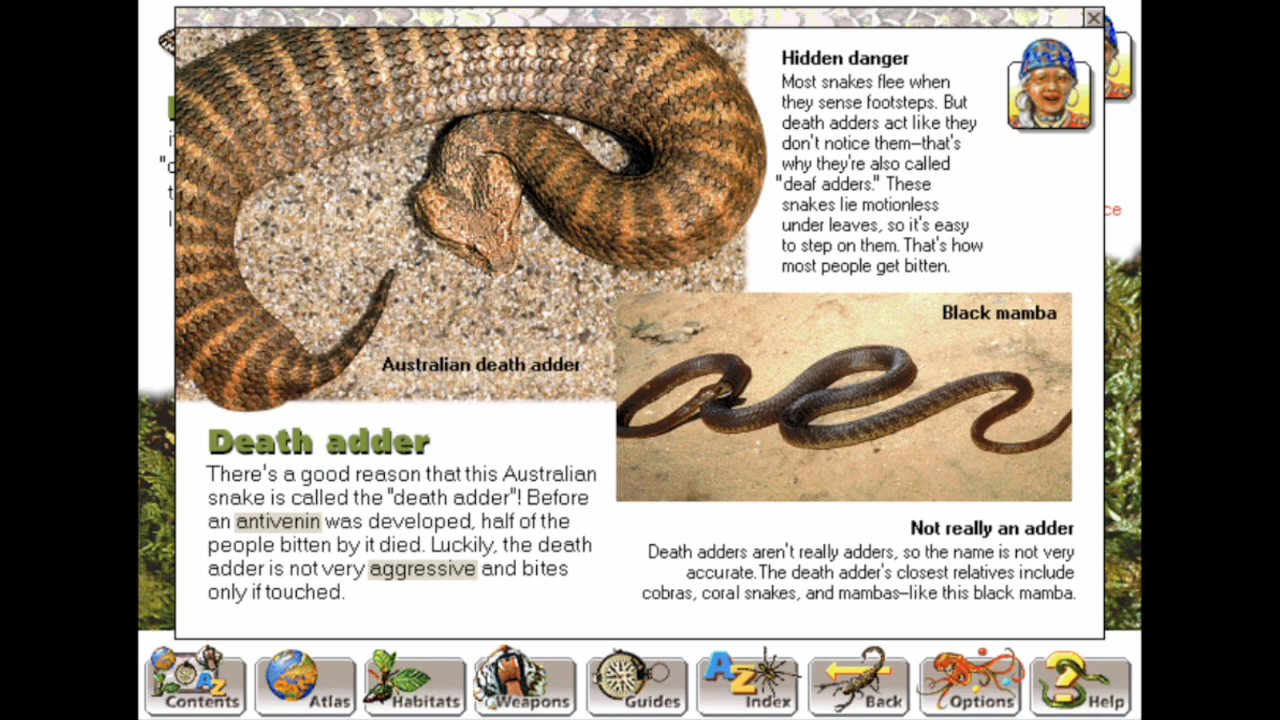 Hidden danger
Most snakes flee when
they sense footsteps. But
death adders act like they
don't notice them–that's
why they're also called
"deaf adders." These
snakes lie motionless
under leaves, so it's easy
to step on them. That's how
most people get bitten.
Australian death adder
Black mamba
Death adder
There's a good reason that this Australian
snake is called the "death adder"! Before
an antivenin was developed, half of the
people bitten by it died. Luckily, the death
adder is not very aggressive and bites
only if touched.
Not really an adder
Death adders aren't really adders, so the name is not very
accurate. The death adder's closest relatives include
cobras, coral snakes, and mambas–like this black mamba.
Contents
Atlas
Habitats
Weapons
Guides
AZ
Index
Back
Options
Help